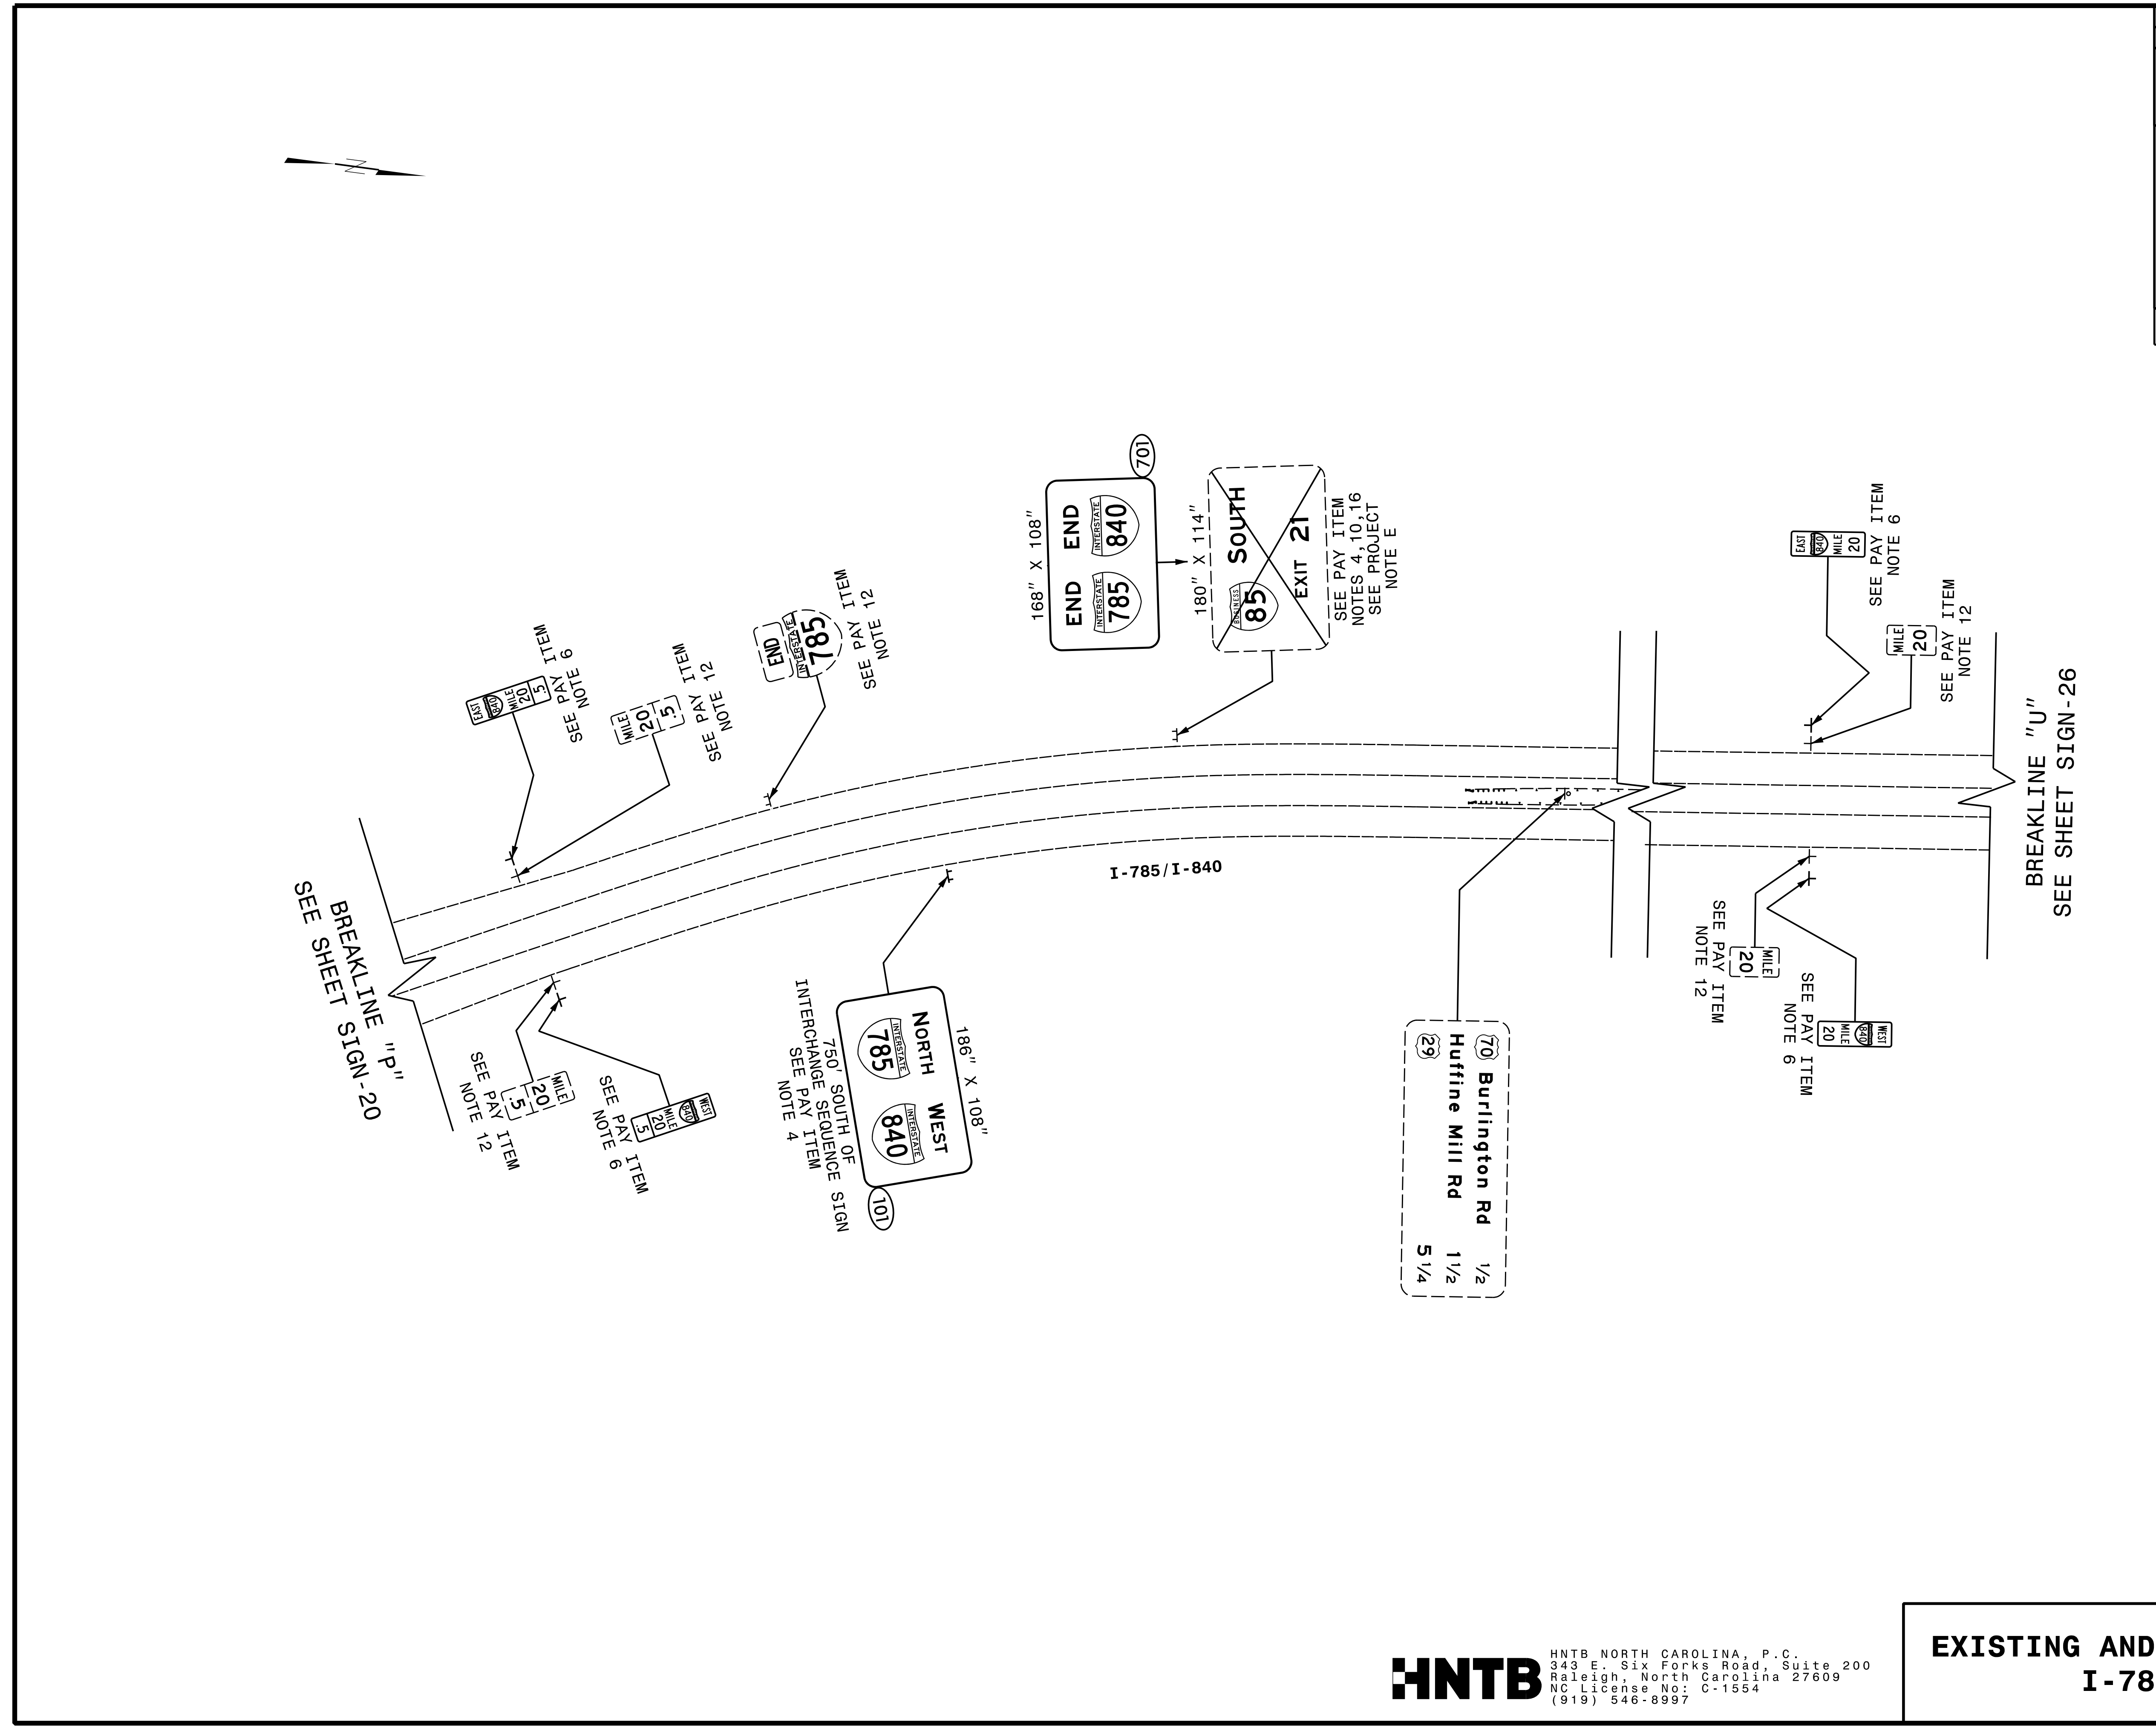 N
701
168" X 108"
END END
INTERSTATE 785
INTERSTATE 840
180" X 114"
SOUTH
BUSINESS 85
EXIT 21
SEE PAY ITEM
NOTES 4,10,16
SEE PROJECT
NOTE E
END
INTERSTATE
785
SEE PAY ITEM
NOTE 12
EAST
840
MILE
20
.5
SEE PAY ITEM
NOTE 6
MILE
20
.5
SEE PAY ITEM
NOTE 12
EAST
840
MILE
20
SEE PAY ITEM
NOTE 6
MILE
20
SEE PAY ITEM
NOTE 12
BREAKLINE "U"
SEE SHEET SIGN-26
I-785/I-840
BREAKLINE "P"
SEE SHEET SIGN-20
MILE
20
.5
SEE PAY ITEM
NOTE 12
WEST
840
MILE
20
.5
SEE PAY ITEM
NOTE 6
186" X 108"
NORTH WEST
INTERSTATE 785
INTERSTATE 840
750' SOUTH OF
INTERCHANGE SEQUENCE SIGN
SEE PAY ITEM
NOTE 4
101
70 Burlington Rd 1/2
Huffine Mill Rd 1 1/2
29 5 1/4
MILE
20
SEE PAY ITEM
NOTE 12
WEST
840
MILE
20
SEE PAY ITEM
NOTE 6
HNTB
HNTB NORTH CAROLINA, P.C.
343 E. Six Forks Road, Suite 200
Raleigh, North Carolina 27609
NC License No: C-1554
(919) 546-8997
EXISTING AND
I-78